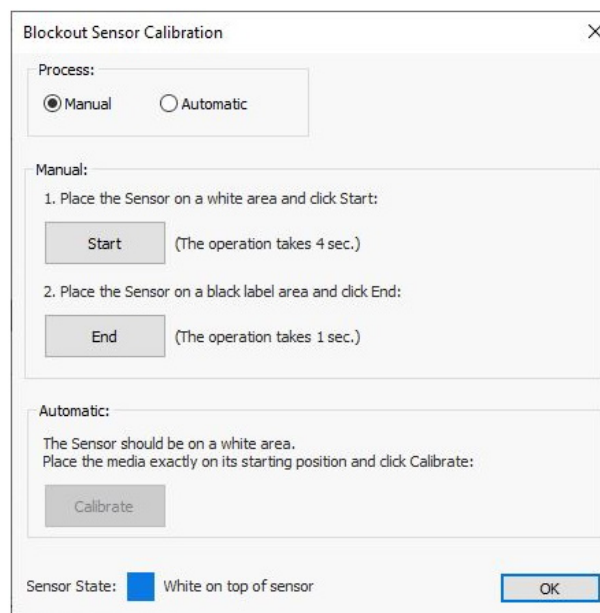 Blockout Sensor Calibration
Process:
Manual Automatic
Manual:
1. Place the Sensor on a white area and click Start:
Start (The operation takes 4 sec.)
2. Place the Sensor on a black label area and click End:
End (The operation takes 1 sec.)
Automatic:
The Sensor should be on a white area.
Place the media exactly on its starting position and click Calibrate:
Calibrate
Sensor State: White on top of sensor OK